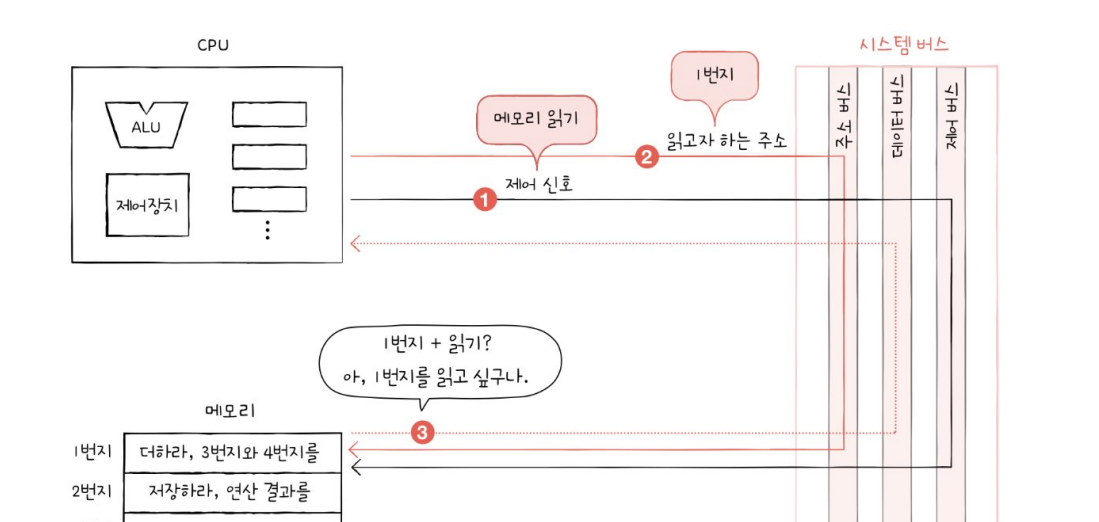 CPU
시스템 버스
1번지
메모리 읽기
ALU
읽고자 하는 주소
주소 버스
데이터 버스
제어 버스
2
제어 신호
1
제어장치
1번지 + 읽기?
아, 1번지를 읽고 싶구나.
메모리
3
1번지
더하라, 3번지와 4번지를
2번지
저장하라, 연산 결과를